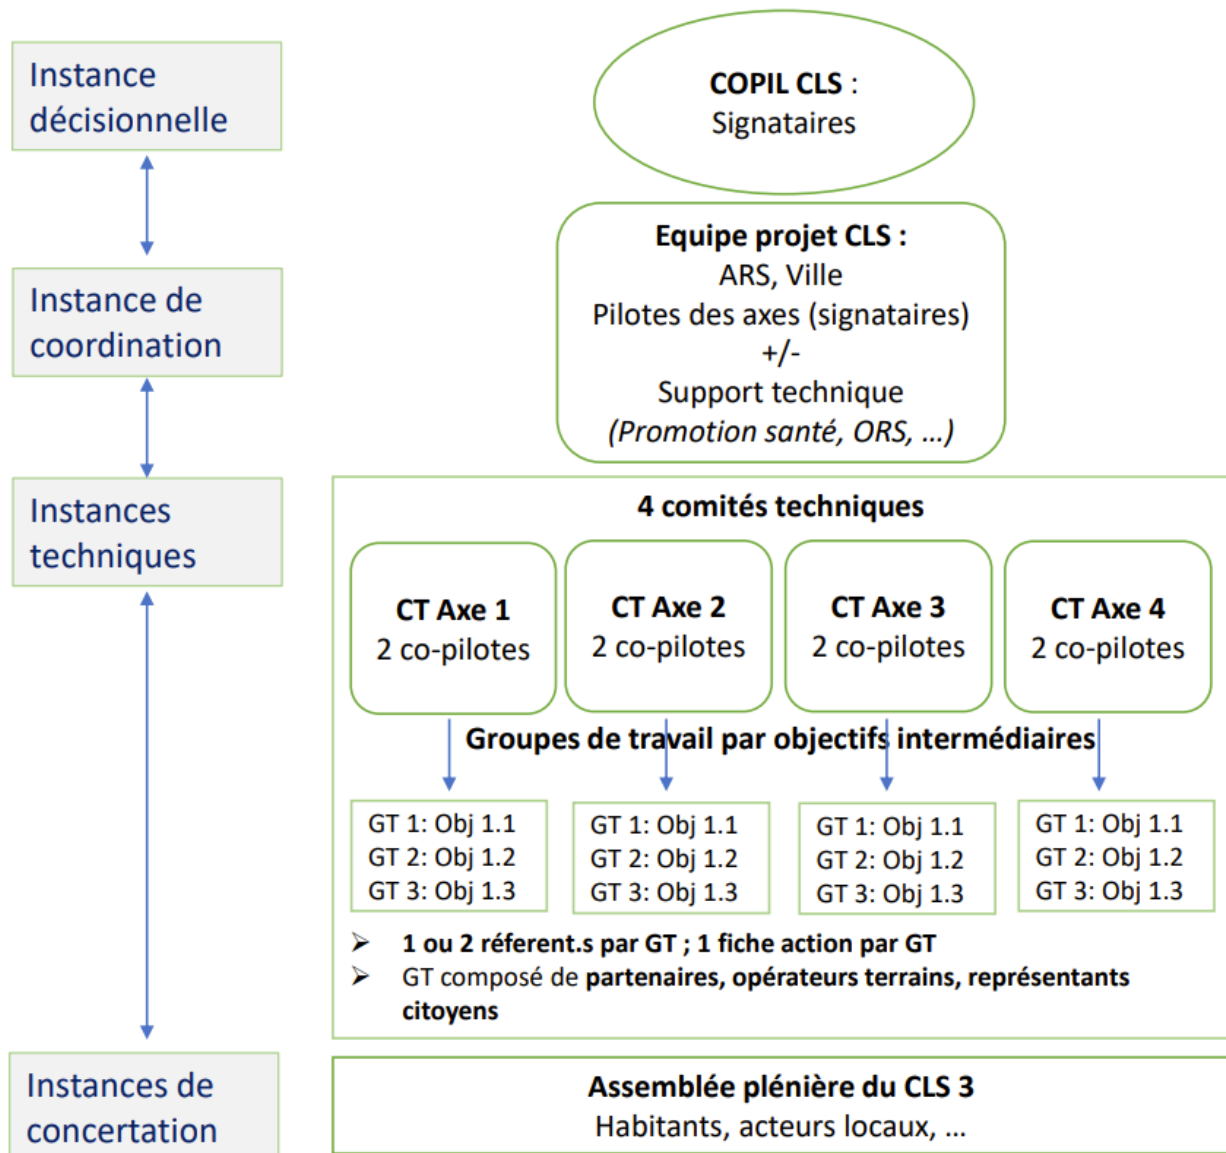 Instance
décisionnelle
COPIL CLS :
Signataires
Instance de
coordination
Equipe projet CLS :
ARS, Ville
Pilotes des axes (signataires)
+/-
Support technique
(Promotion santé, ORS, …)
Instances
techniques
4 comités techniques
CT Axe 1
2 co-pilotes
CT Axe 2
2 co-pilotes
CT Axe 3
2 co-pilotes
CT Axe 4
2 co-pilotes
Groupes de travail par objectifs intermédiaires
GT 1: Obj 1.1
GT 2: Obj 1.2
GT 3: Obj 1.3
GT 1: Obj 1.1
GT 2: Obj 1.2
GT 3: Obj 1.3
GT 1: Obj 1.1
GT 2: Obj 1.2
GT 3: Obj 1.3
GT 1: Obj 1.1
GT 2: Obj 1.2
GT 3: Obj 1.3
➢ 1 ou 2 réferent.s par GT ; 1 fiche action par GT
➢ GT composé de partenaires, opérateurs terrains, représentants
citoyens
Instances de
concertation
Assemblée plénière du CLS 3
Habitants, acteurs locaux, …